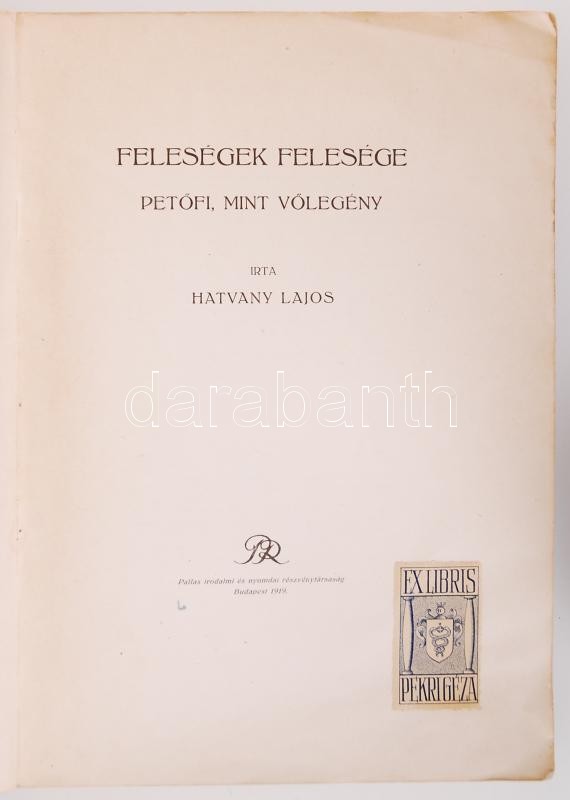 FELESÉGEK FELESÉGE
PETŐFI, MINT VŐLEGÉNY
IRTA
HATVANY LAJOS
darabanth
Pallas irodalmi és nyomdai részvénytársaság
Budapest 1919.
EX LIBRIS
PÉKRI GÉZA